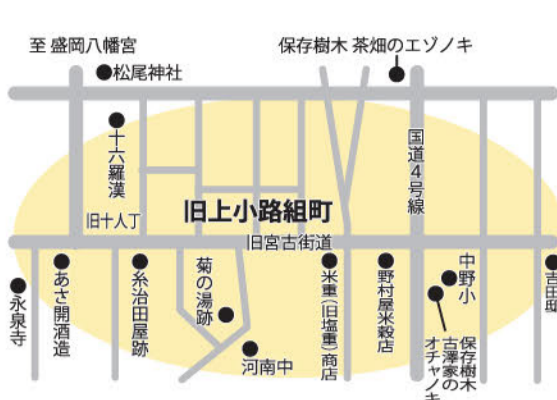 至 盛岡八幡宮
保存樹木 茶畑のエゾノキ
松尾神社
十六羅漢
国道4号線
旧十人丁
旧上小路組町
旧宮古街道
永泉寺
あさ開酒造
糸治田屋跡
菊の湯跡
河南中
米重(旧塩重)商店
野村屋米穀店
中野小
保存樹木
古澤家の
オチャノキ
吉田邸